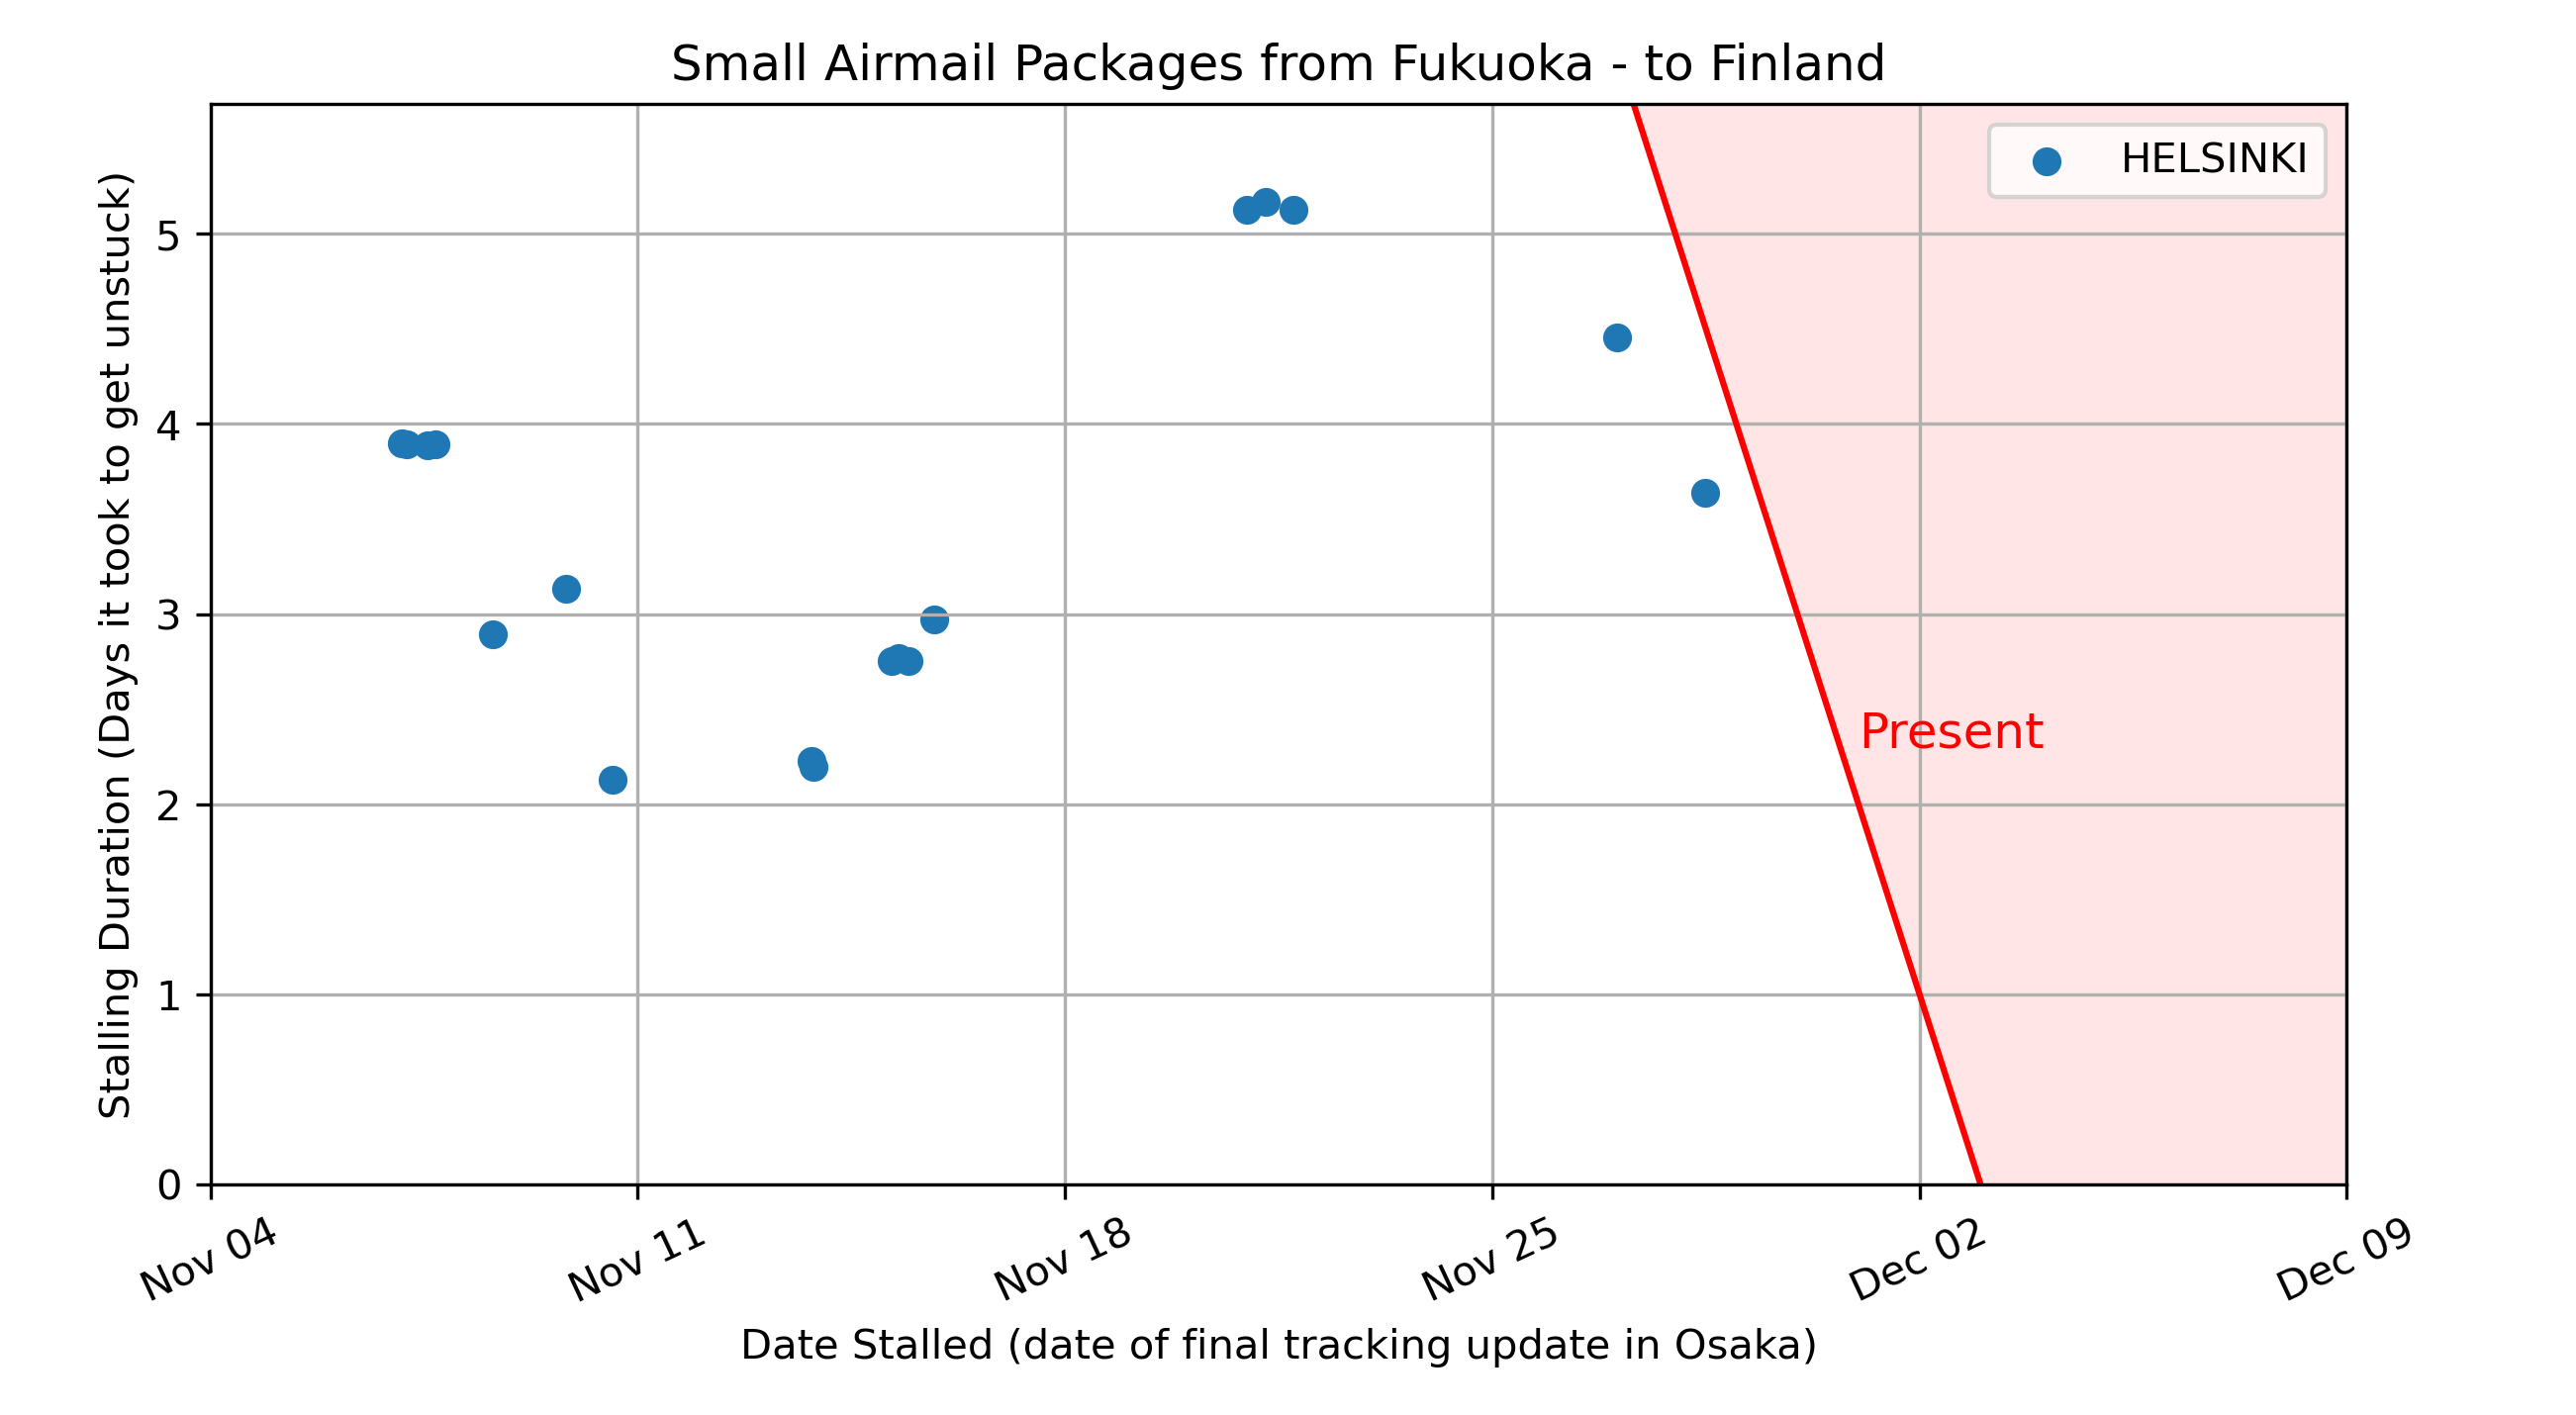 Small Airmail Packages from Fukuoka - to Finland
HELSINKI
Stalling Duration (Days it took to get unstuck)
5
4
3
2
1
0
Present
Nov 04
Nov 11
Nov 18
Nov 25
Dec 02
Dec 09
Date Stalled (date of final tracking update in Osaka)